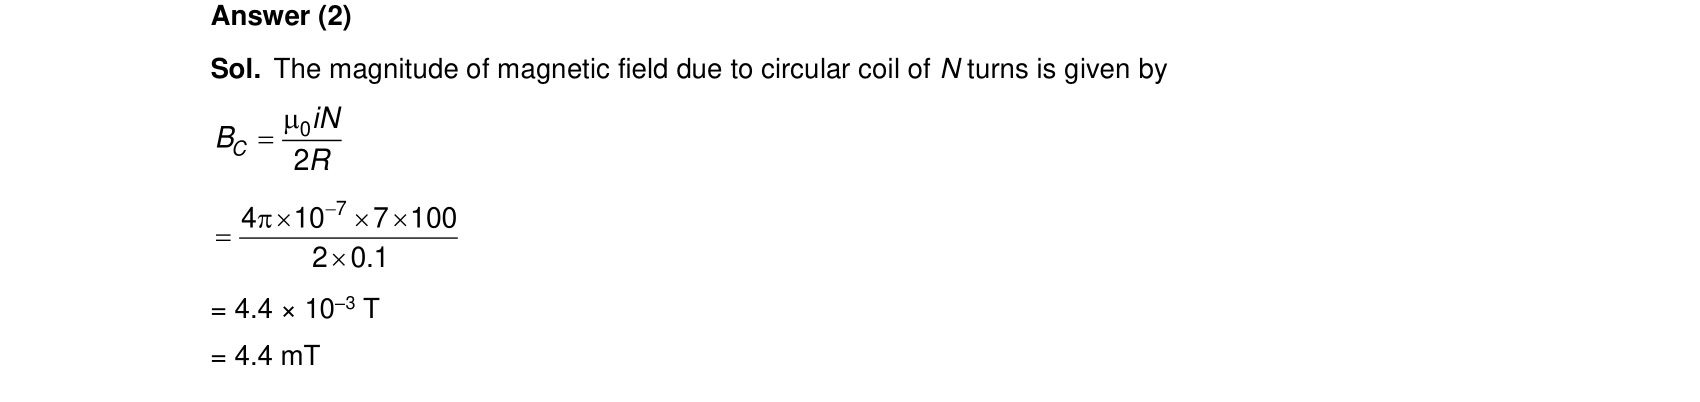 Answer (2)
Sol. The magnitude of magnetic field due to circular coil of N turns is given by
B_C = μ₀iN / 2R
= 4π×10⁻⁷ ×7×100 / 2×0.1
= 4.4 × 10⁻³ T
= 4.4 mT